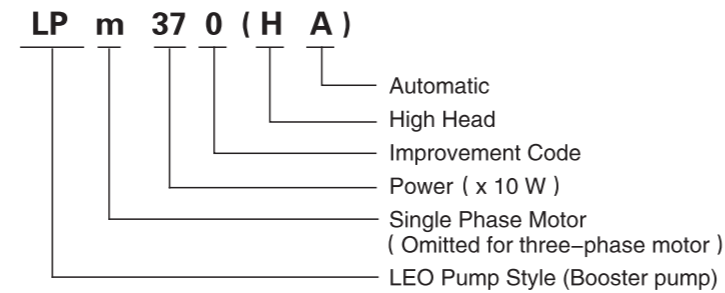 LP m 37 0 ( H A )
Automatic
High Head
Improvement Code
Power ( x 10 W )
Single Phase Motor
( Omitted for three–phase motor )
LEO Pump Style (Booster pump)